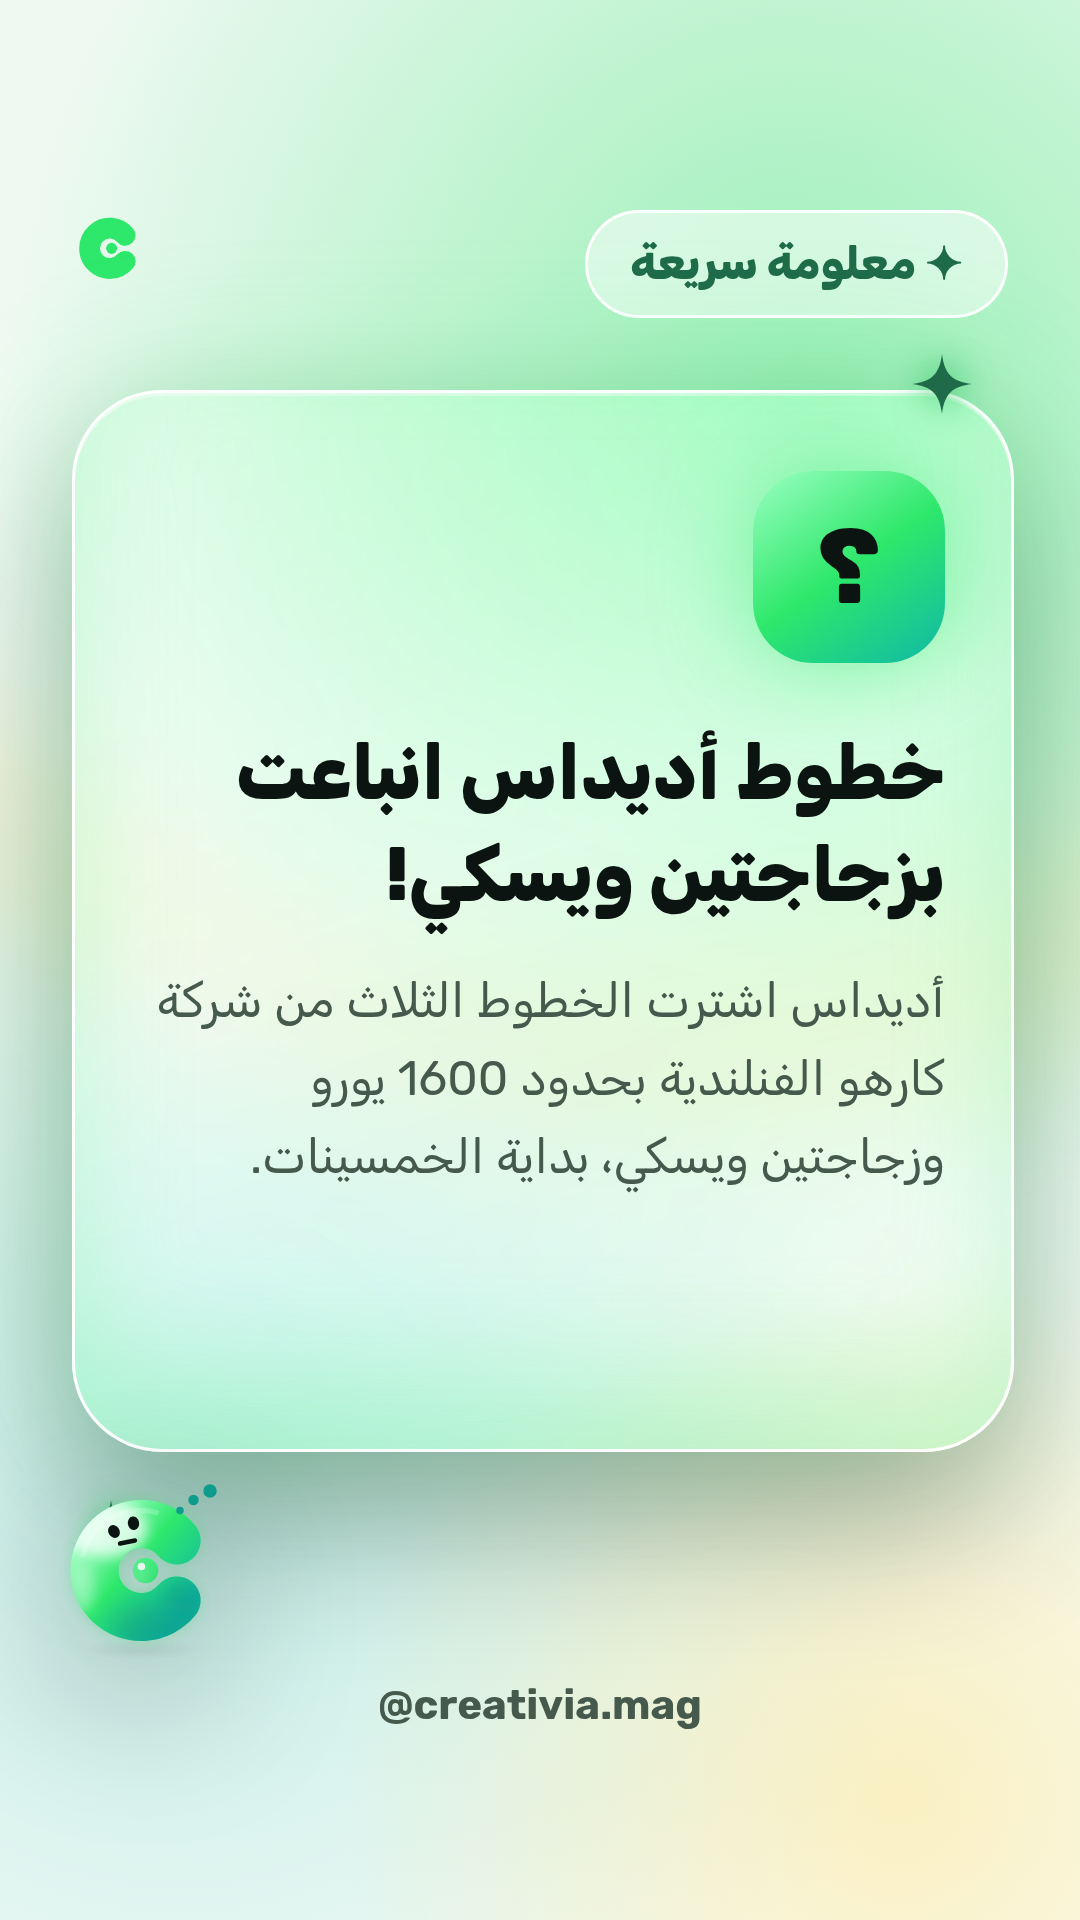 ✦ معلومة سريعة
؟
خطوط أديداس انباعت
بزجاجتين ويسكي!
أديداس اشترت الخطوط الثلاث من شركة
كارهو الفنلندية بحدود 1600 يورو
وزجاجتين ويسكي، بداية الخمسينات.
@creativia.mag